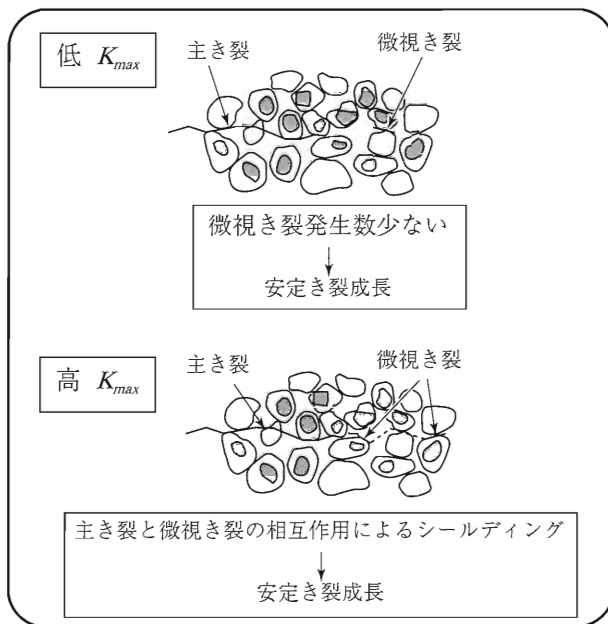 低 Kmax
主き裂
微視き裂
微視き裂発生数少ない
安定き裂成長
高 Kmax
主き裂
微視き裂
主き裂と微視き裂の相互作用によるシールディング
安定き裂成長